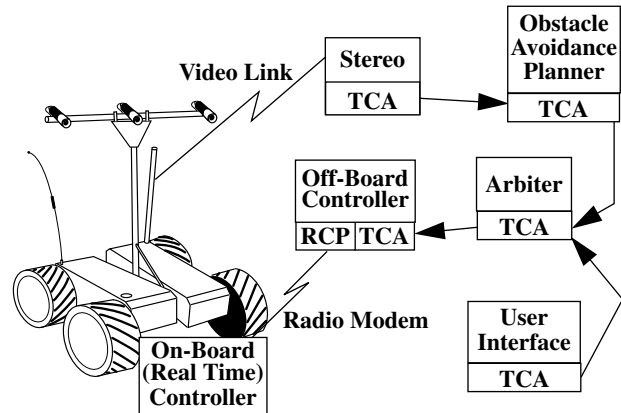 Obstacle
Avoidance
Planner
TCA
Stereo
TCA
Video Link
Off-Board
Controller
RCP TCA
Arbiter
TCA
Radio Modem
User
Interface
TCA
On-Board
(Real Time)
Controller